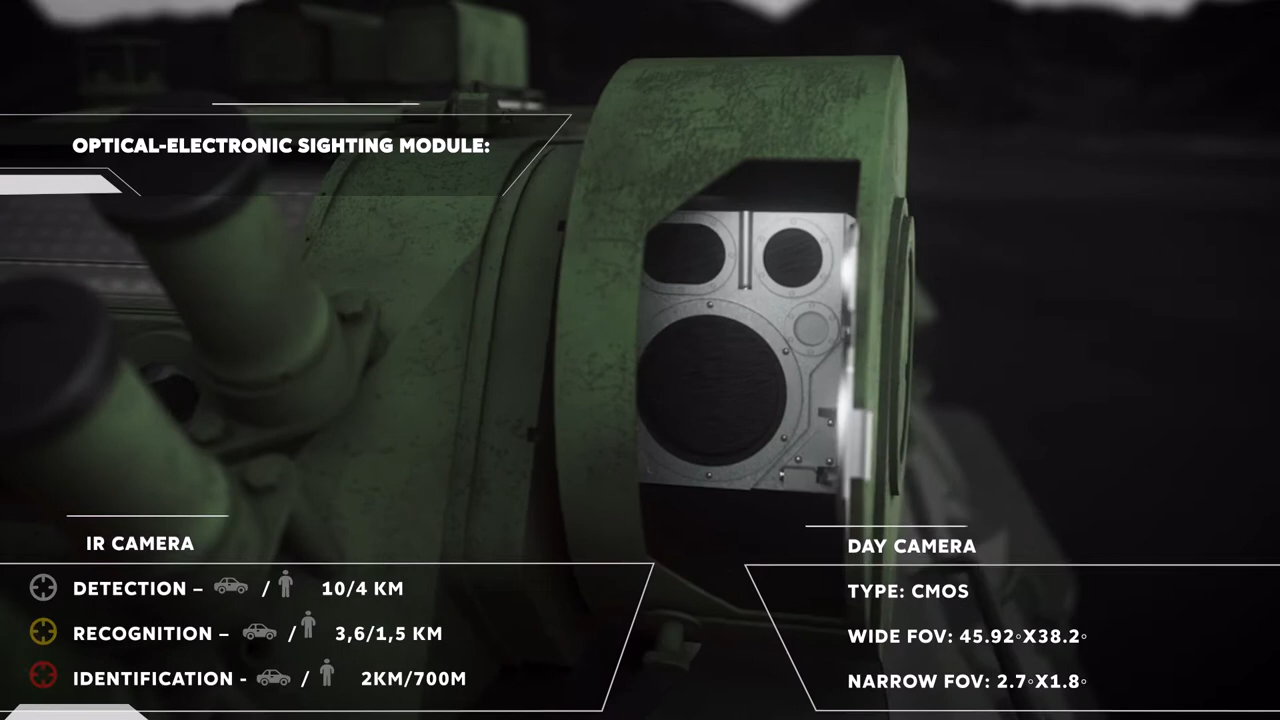 OPTICAL-ELECTRONIC SIGHTING MODULE:
IR CAMERA
DETECTION – / 10/4 KM
RECOGNITION – / 3,6/1,5 KM
IDENTIFICATION - / 2KM/700M
DAY CAMERA
TYPE: CMOS
WIDE FOV: 45.92°X38.2°
NARROW FOV: 2.7°X1.8°